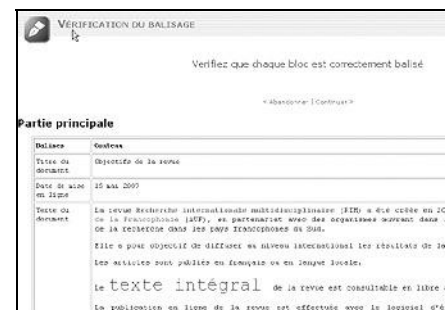 VÉRIFICATION DU BALISAGE
Verifiez que chaque bloc est correctement balisé
« Abandonner | Continuer »
Partie principale
Balises Contenu
Titre du document Objectifs de la revue
Date de mise en ligne 15 mai 2007
Texte du document La revue Recherche internationale multidisciplinaire (RIM) a été créée en 20
de la francophonie (AUF), en partenariat avec des organismes œuvrant dans
de la recherche dans les pays francophones du Sud.
Elle a pour objectif de diffuser au niveau international les résultats de la
Les articles sont publiés en français ou en langue locale.
Le texte intégral de la revue est consultable en libre
La publication en ligne de la revue est effectuée avec le logiciel d'é